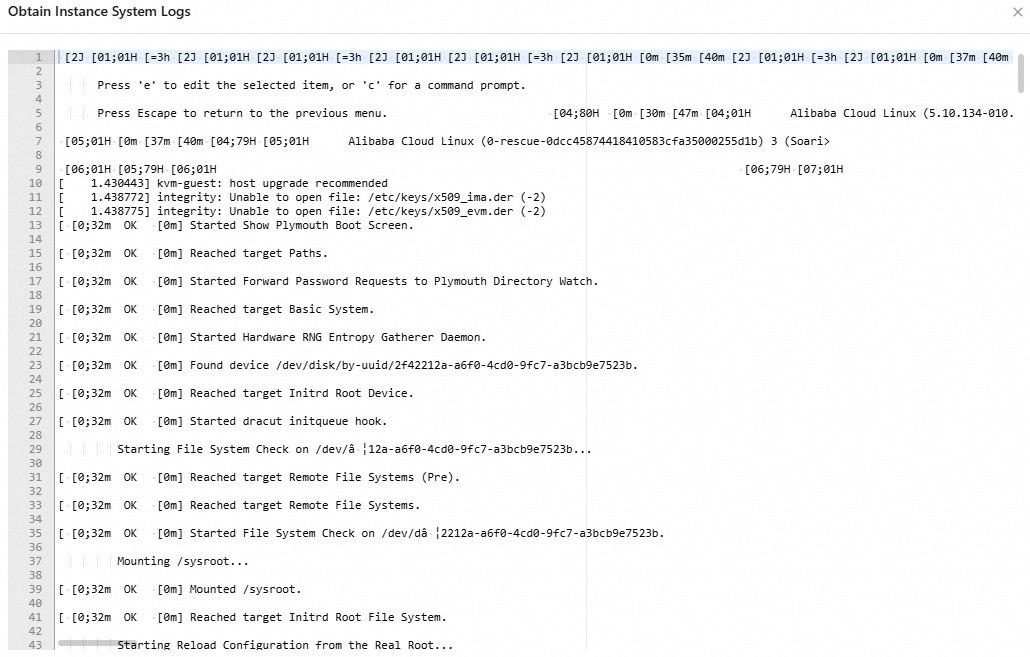 Obtain Instance System Logs
1 [2J [01;01H [=3h [2J [01;01H [2J [01;01H [=3h [2J [01;01H [2J [01;01H [=3h [2J [01;01H [0m [35m [40m [2J [01;01H [=3h [2J [01;01H [0m [37m [40m
2
3 Press 'e' to edit the selected item, or 'c' for a command prompt.
4
5 Press Escape to return to the previous menu. [04;80H [0m [30m [47m [04;01H Alibaba Cloud Linux (5.10.134-010.
6
7 [05;01H [0m [37m [40m [04;79H [05;01H Alibaba Cloud Linux (0-rescue-0dcc45874418410583cfa35000255d1b) 3 (Soari>
8
9 [06;01H [05;79H [06;01H [06;79H [07;01H
10 [    1.430443] kvm-guest: host upgrade recommended
11 [    1.438772] integrity: Unable to open file: /etc/keys/x509_ima.der (-2)
12 [    1.438775] integrity: Unable to open file: /etc/keys/x509_evm.der (-2)
13 [ [0;32m  OK  [0m] Started Show Plymouth Boot Screen.
14
15 [ [0;32m  OK  [0m] Reached target Paths.
16
17 [ [0;32m  OK  [0m] Started Forward Password Requests to Plymouth Directory Watch.
18
19 [ [0;32m  OK  [0m] Reached target Basic System.
20
21 [ [0;32m  OK  [0m] Started Hardware RNG Entropy Gatherer Daemon.
22
23 [ [0;32m  OK  [0m] Found device /dev/disk/by-uuid/2f42212a-a6f0-4cd0-9fc7-a3bcb9e7523b.
24
25 [ [0;32m  OK  [0m] Reached target Initrd Root Device.
26
27 [ [0;32m  OK  [0m] Started dracut initqueue hook.
28
29 Starting File System Check on /dev/â ¦12a-a6f0-4cd0-9fc7-a3bcb9e7523b...
30
31 [ [0;32m  OK  [0m] Reached target Remote File Systems (Pre).
32
33 [ [0;32m  OK  [0m] Reached target Remote File Systems.
34
35 [ [0;32m  OK  [0m] Started File System Check on /dev/dâ ¦2212a-a6f0-4cd0-9fc7-a3bcb9e7523b.
36
37 Mounting /sysroot...
38
39 [ [0;32m  OK  [0m] Mounted /sysroot.
40
41 [ [0;32m  OK  [0m] Reached target Initrd Root File System.
42
43 Starting Reload Configuration from the Real Root...